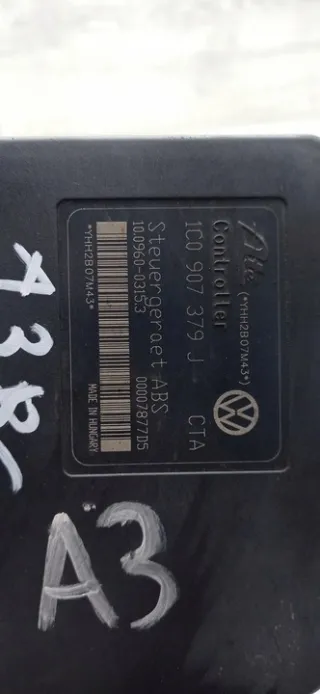 Ate (*YHH2B07M43*)
Controller
1C0 907 379 J CTA
Steuergeraet ABS
10.0960-0315.3 00007877D5
*YHH2B07M43* MADE IN HUNGARY
A3